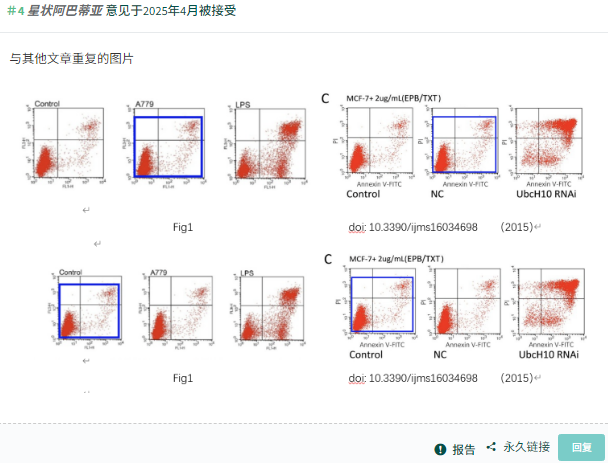 #4 星状阿巴蒂亚 意见于2025年4月被接受
与其他文章重复的图片
Control A779 LPS
C MCF-7+ 2ug/mL(EPB/TXT)
PI
Annexin V-FITC Annexin V-FITC Annexin V-FITC
Control NC UbcH10 RNAi
Fig1 doi: 10.3390/ijms16034698 (2015)
Control A779 LPS
C MCF-7+ 2ug/mL(EPB/TXT)
PI
Annexin V-FITC Annexin V-FITC Annexin V-FITC
Control NC UbcH10 RNAi
Fig1 doi: 10.3390/ijms16034698 (2015)
报告 永久链接 回复